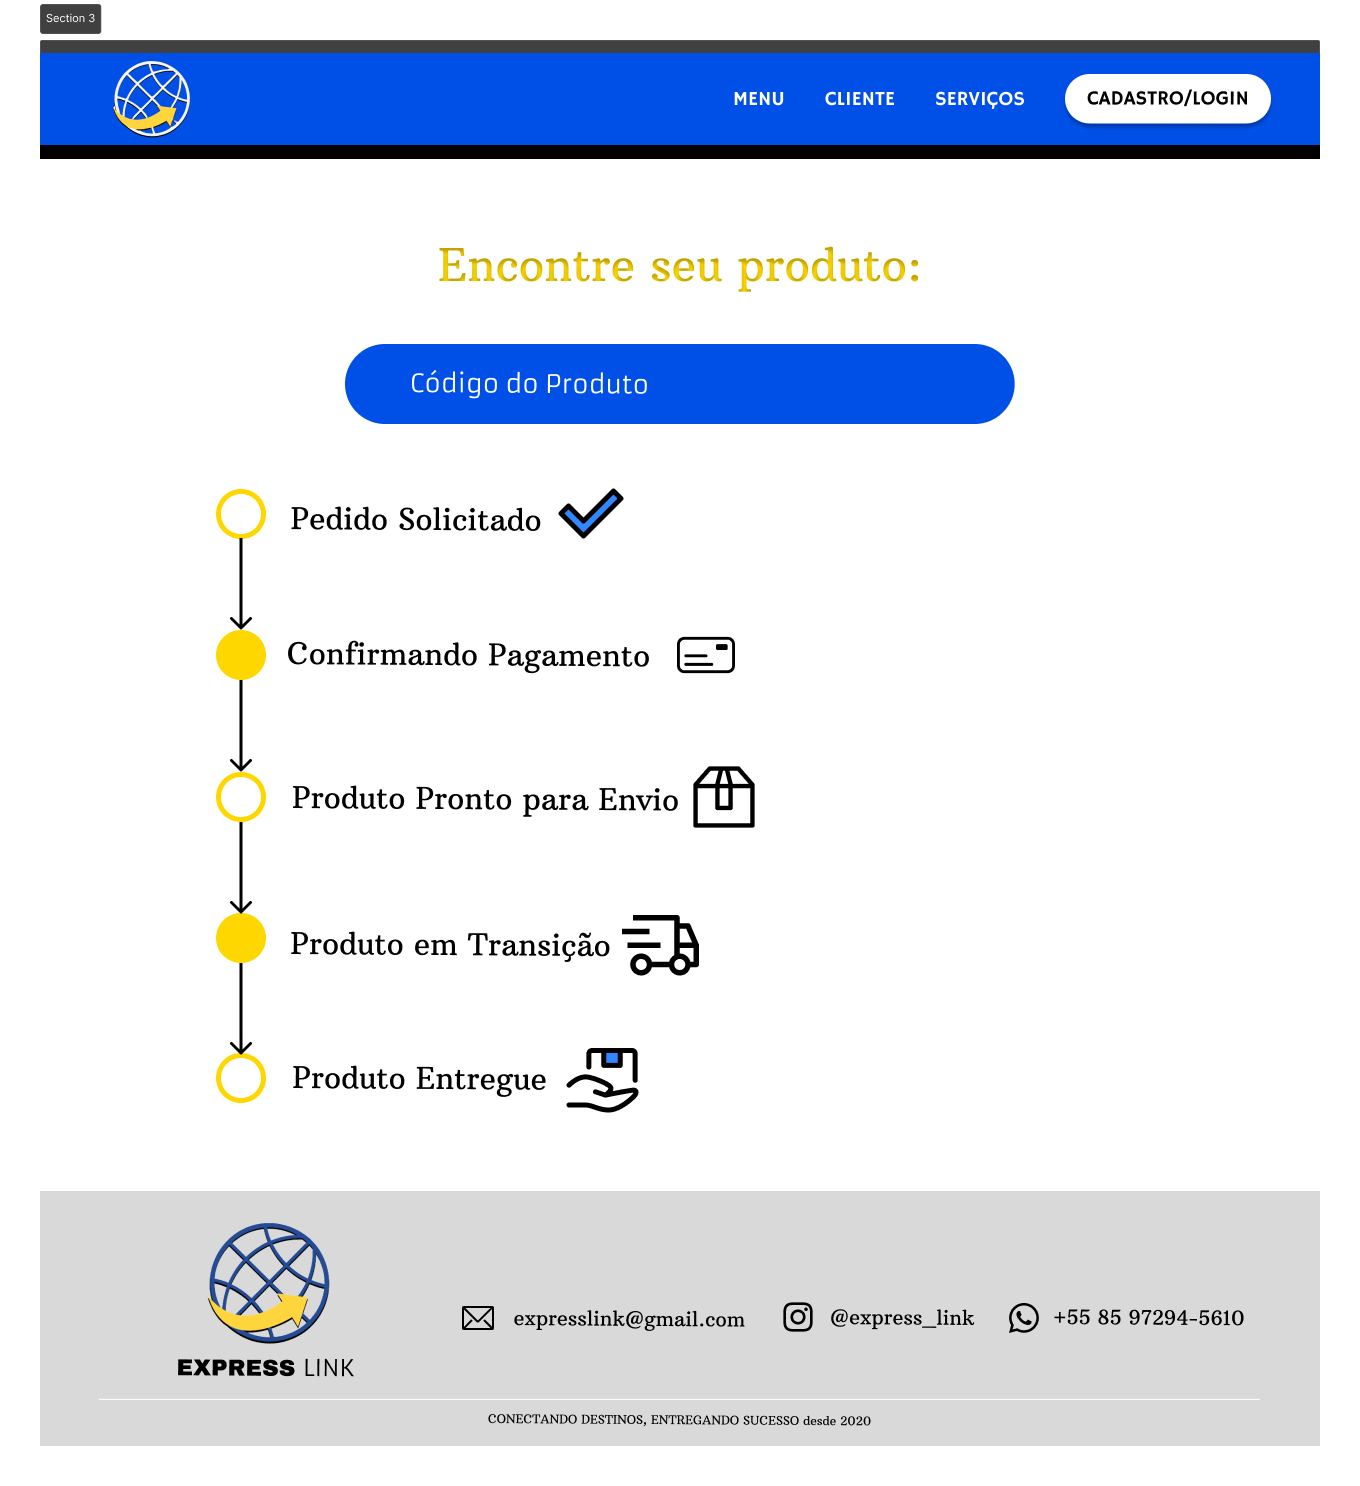 Section 3
MENU CLIENTE SERVIÇOS CADASTRO/LOGIN
Encontre seu produto:
Código do Produto
Pedido Solicitado
Confirmando Pagamento
Produto Pronto para Envio
Produto em Transição
Produto Entregue
expresslink@gmail.com @express_link +55 85 97294-5610
EXPRESS LINK
CONECTANDO DESTINOS, ENTREGANDO SUCESSO desde 2020